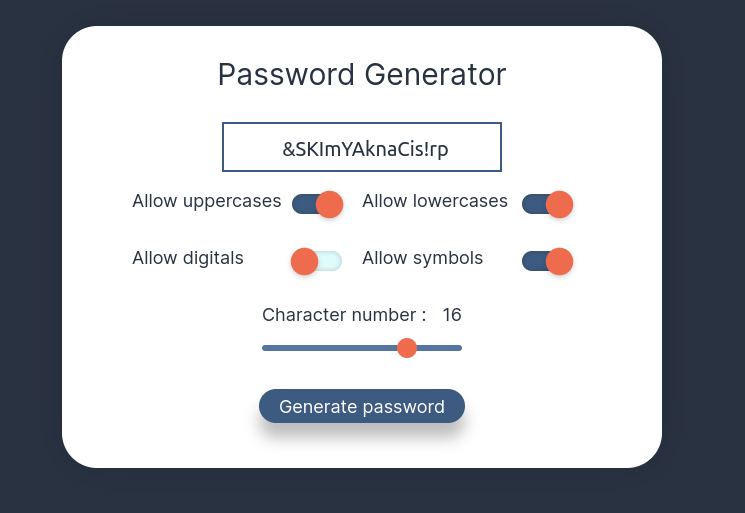 Password Generator
&SKImYAknaCis!rp
Allow uppercases Allow lowercases
Allow digitals Allow symbols
Character number : 16
Generate password